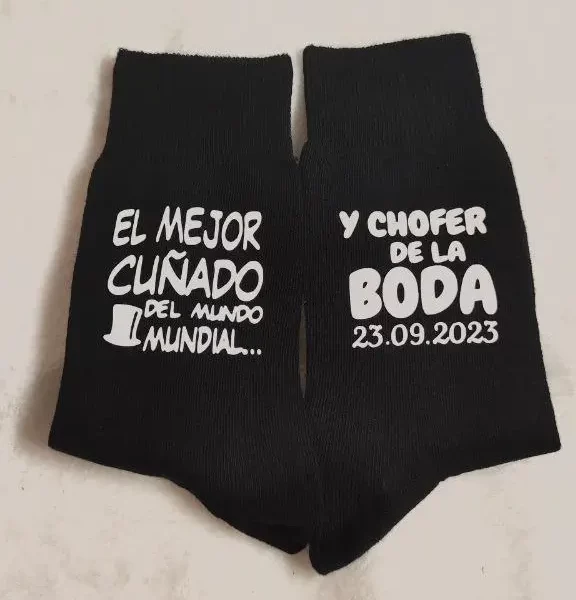 EL MEJOR
CUÑADO
DEL MUNDO
MUNDIAL...
Y CHOFER
DE LA
BODA
23.09.2023